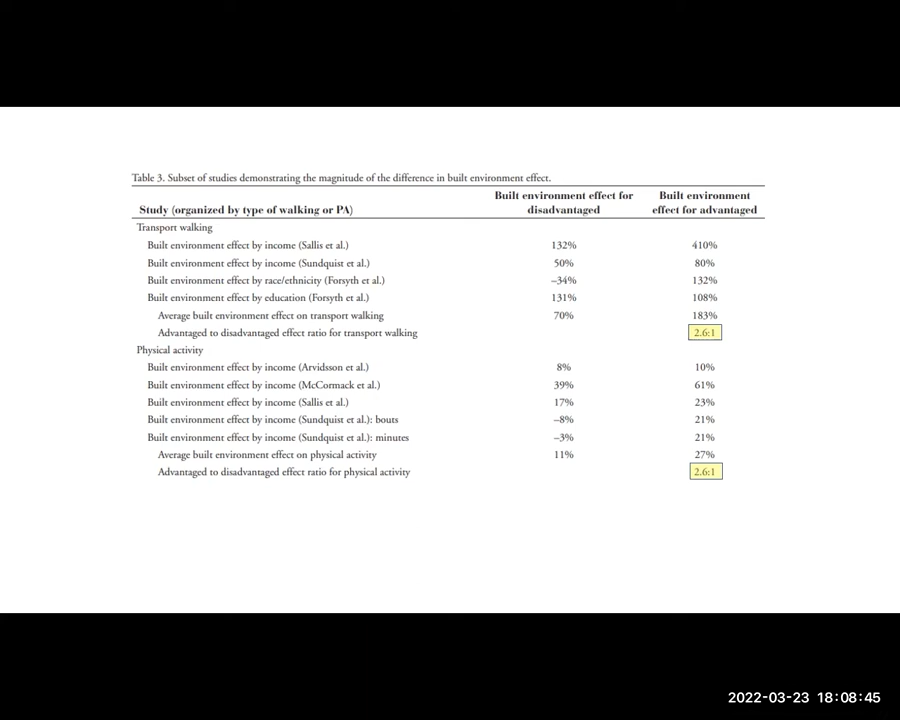 Table 3. Subset of studies demonstrating the magnitude of the difference in built environment effect.
Study (organized by type of walking or PA) Built environment effect for disadvantaged Built environment effect for advantaged
Transport walking
Built environment effect by income (Sallis et al.) 132% 410%
Built environment effect by income (Sundquist et al.) 50% 80%
Built environment effect by race/ethnicity (Forsyth et al.) –34% 132%
Built environment effect by education (Forsyth et al.) 131% 108%
Average built environment effect on transport walking 70% 183%
Advantaged to disadvantaged effect ratio for transport walking 2.6:1
Physical activity
Built environment effect by income (Arvidsson et al.) 8% 10%
Built environment effect by income (McCormack et al.) 39% 61%
Built environment effect by income (Sallis et al.) 17% 23%
Built environment effect by income (Sundquist et al.): bouts –8% 21%
Built environment effect by income (Sundquist et al.): minutes –3% 21%
Average built environment effect on physical activity 11% 27%
Advantaged to disadvantaged effect ratio for physical activity 2.6:1
2022-03-23 18:08:45